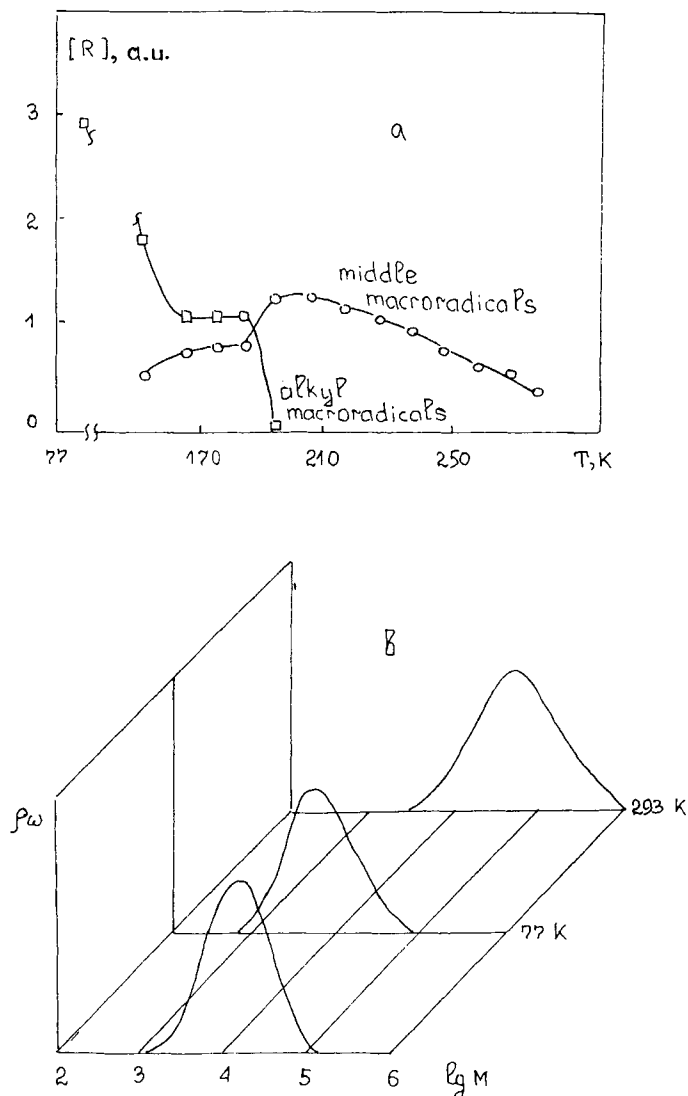 [R], a.u.
3
a
2
middle
macroradicals
1
alkyl
macroradicals
0
77 170 210 250 T, K
в
ρω
293 K
77 K
2 3 4 5 6 lg M